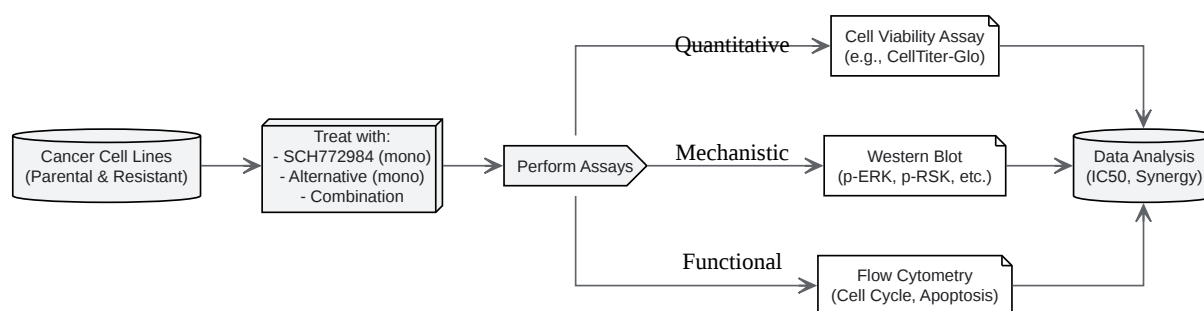 Cancer Cell Lines
(Parental & Resistant)
Treat with:
- SCH772984 (mono)
- Alternative (mono)
- Combination
Perform Assays
Quantitative
Cell Viability Assay
(e.g., CellTiter-Glo)
Mechanistic
Western Blot
(p-ERK, p-RSK, etc.)
Functional
Flow Cytometry
(Cell Cycle, Apoptosis)
Data Analysis
(IC50, Synergy)